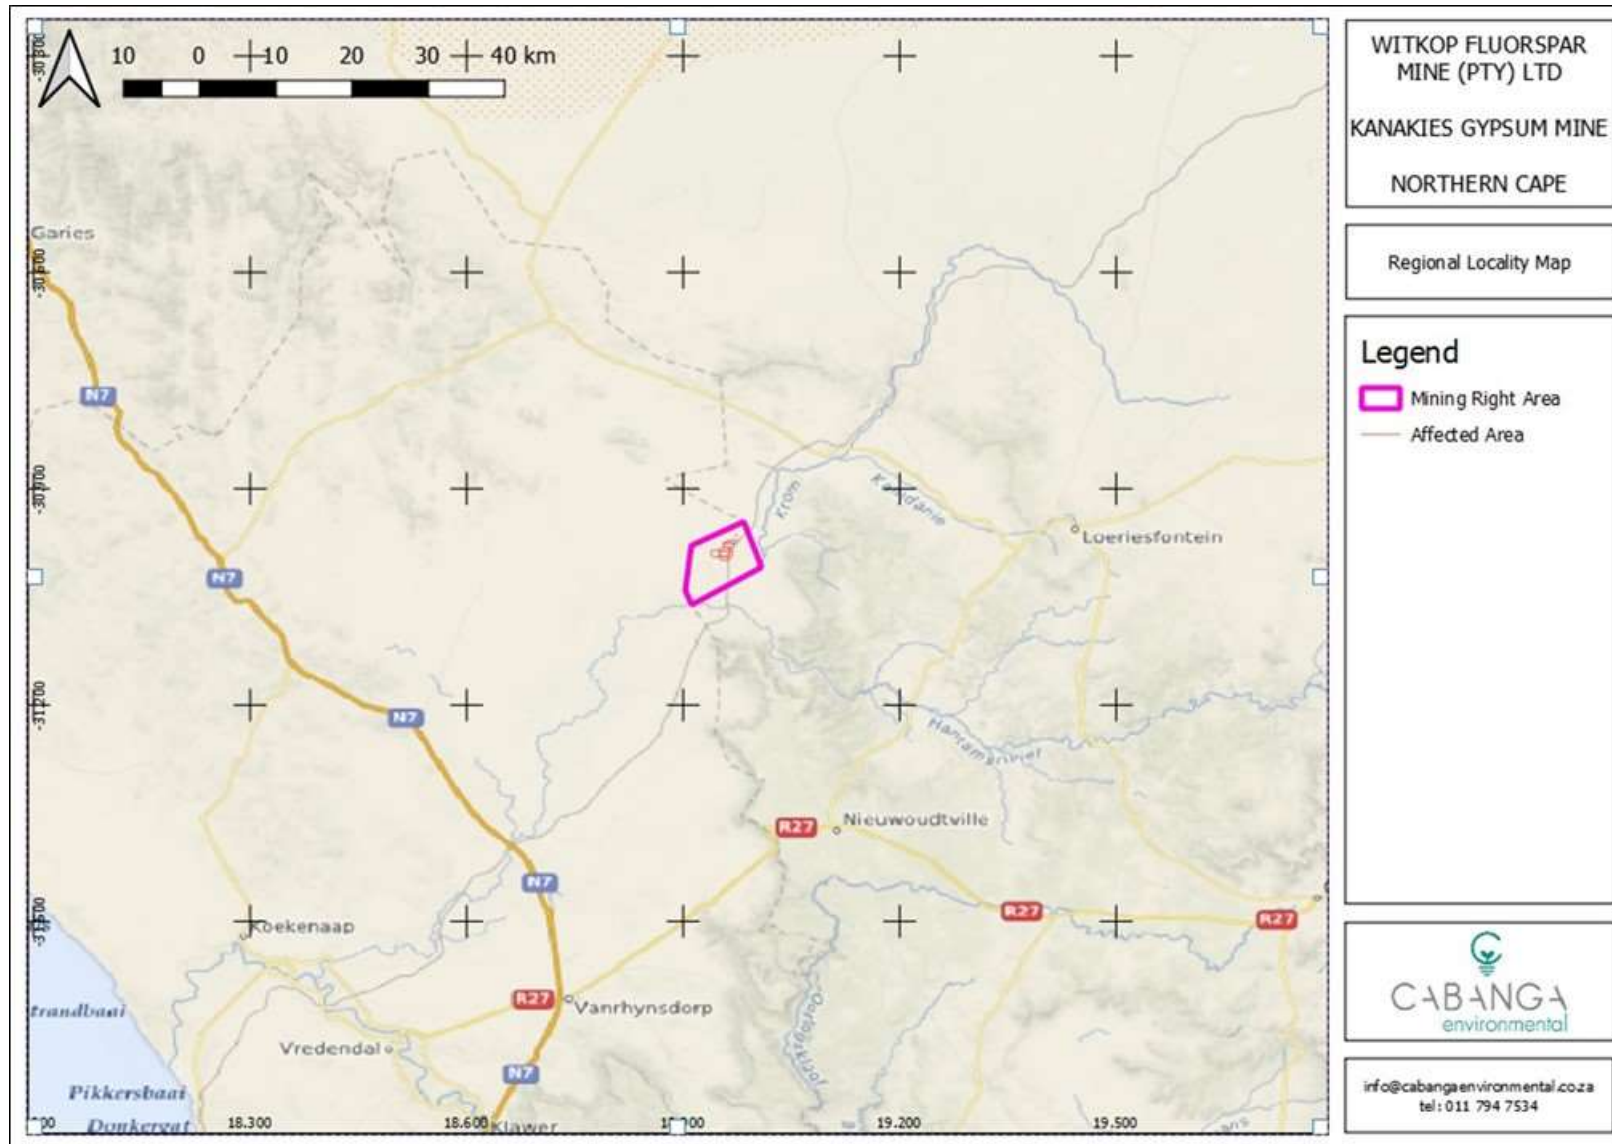 10 0 10 20 30 40 km
WITKOP FLUORSPAR
MINE (PTY) LTD
KANAKIES GYPSUM MINE
NORTHERN CAPE
Regional Locality Map
Legend
Mining Right Area
Affected Area
Garies
N7
Krom
Loeriesfontein
N7
N7
R27
Nieuwoudtville
N7
R27
R27
Koekenaap
R27
Vanrhynsdorp
Vredendal
N7
Pikkersbaai
Donkergat
Klawer
18.300
18.600
19.200
19.500
CABANGA
environmental
info@cabangaenvironmental.co.za
tel: 011 794 7534